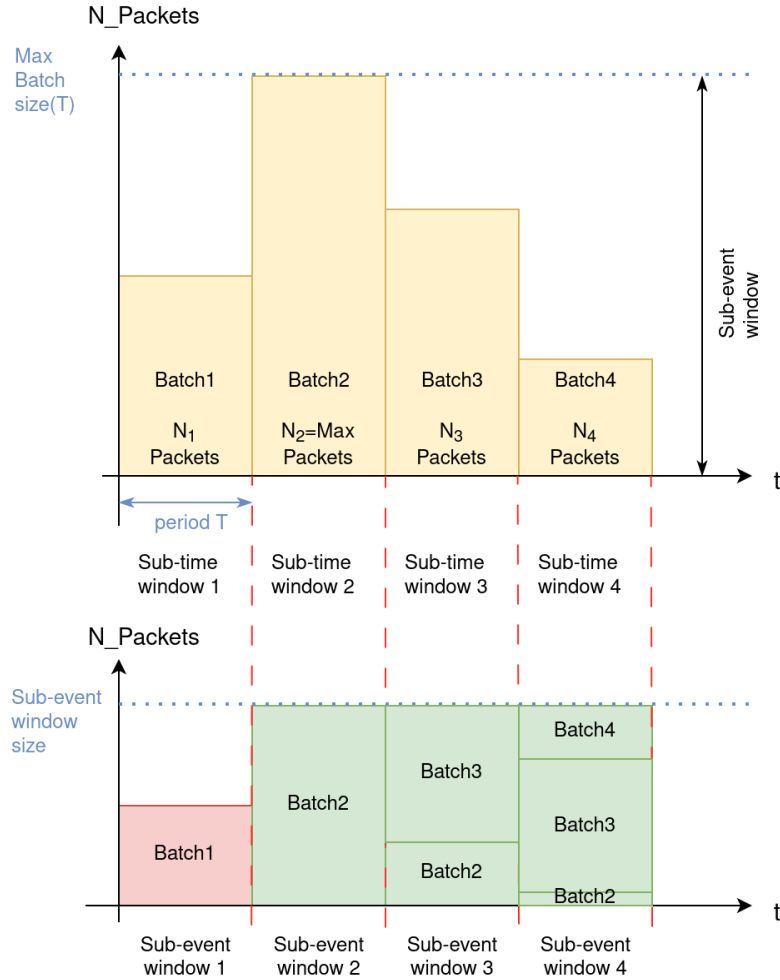 N_Packets
Max
Batch
size(T)
Sub-event
window
Batch1
Batch2
Batch3
Batch4
N₁
Packets
N₂=Max
Packets
N₃
Packets
N₄
Packets
t
period T
Sub-time
window 1
Sub-time
window 2
Sub-time
window 3
Sub-time
window 4
N_Packets
Sub-event
window
size
Batch4
Batch3
Batch2
Batch3
Batch1
Batch2
Batch2
t
Sub-event
window 1
Sub-event
window 2
Sub-event
window 3
Sub-event
window 4